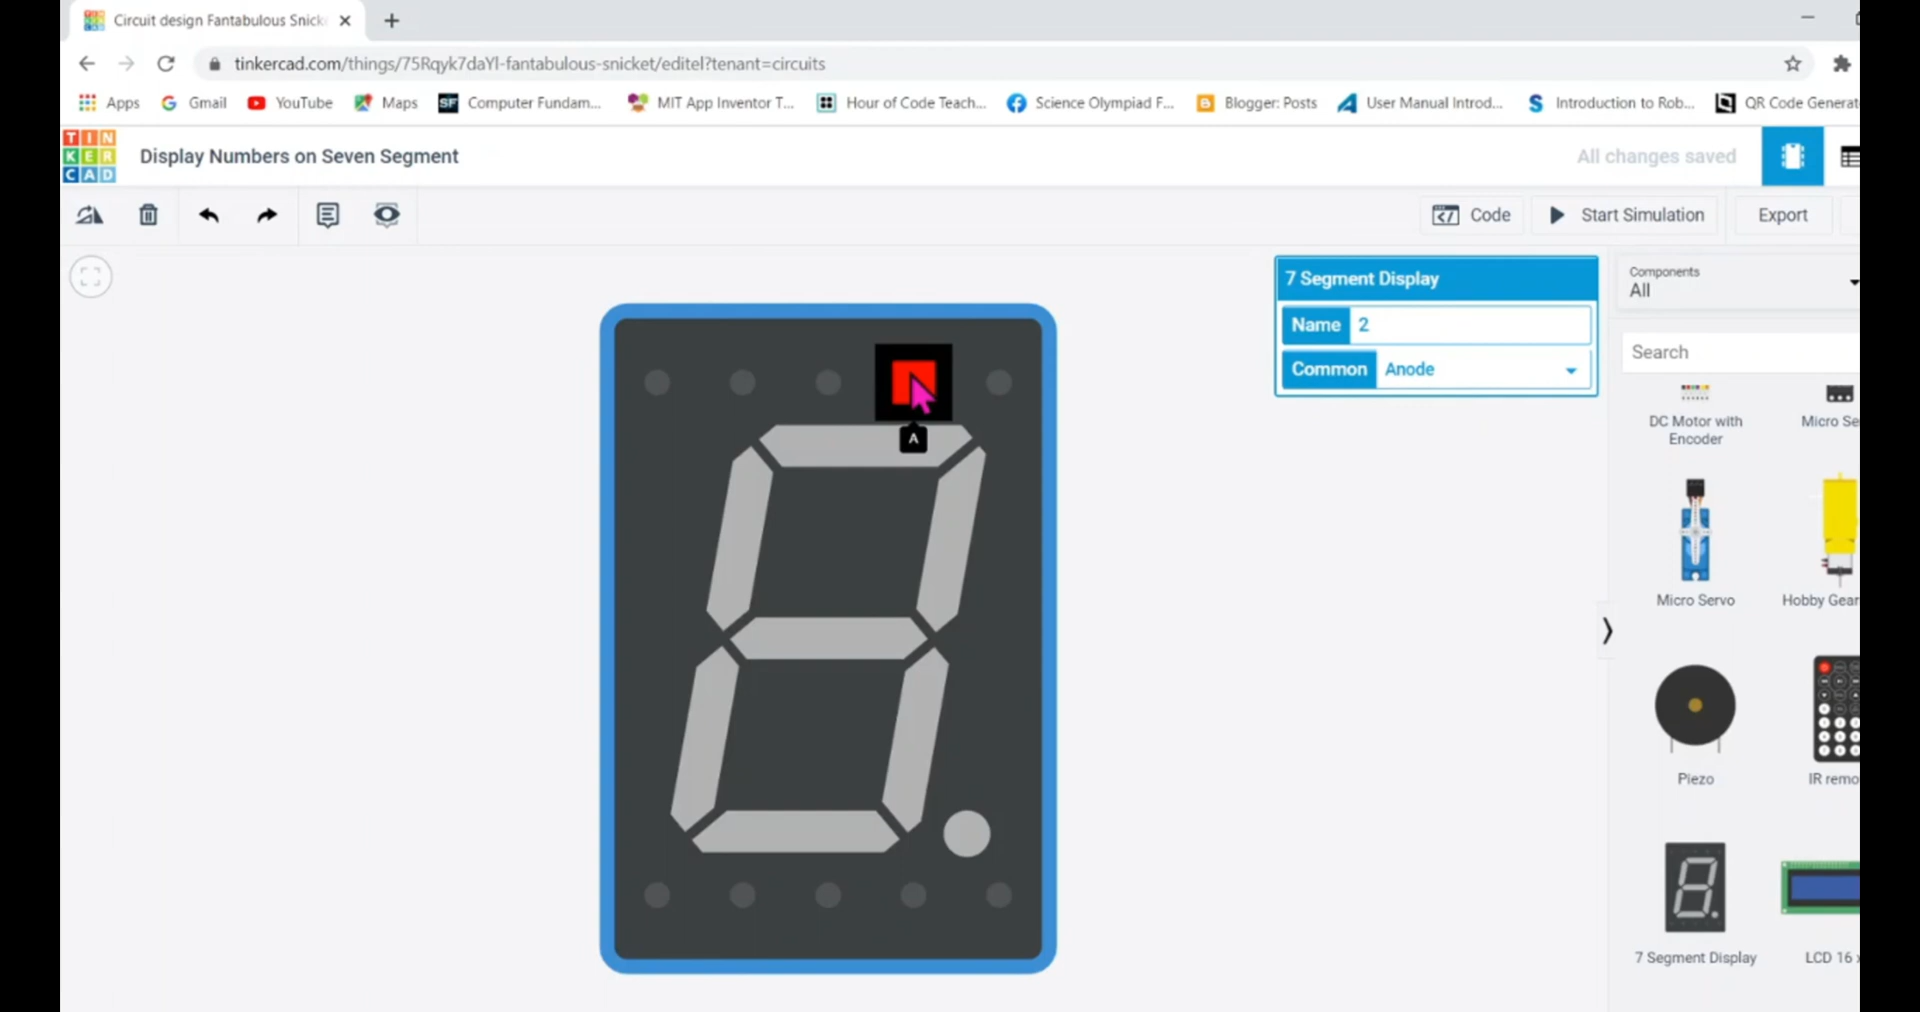 Circuit design Fantabulous Snick
tinkercad.com/things/75Rqyk7daYl-fantabulous-snicket/editel?tenant=circuits
Apps Gmail YouTube Maps Computer Fundam... MIT App Inventor T... Hour of Code Teach... Science Olympiad F... Blogger: Posts User Manual Introd... Introduction to Rob... QR Code Generat
TIN
KER
CAD
Display Numbers on Seven Segment
All changes saved
Code
Start Simulation
Export
7 Segment Display
Name 2
Common Anode
A
Components
All
Search
DC Motor with
Encoder
Micro Se
Micro Servo
Hobby Gear
Piezo
IR remo
7 Segment Display
LCD 16